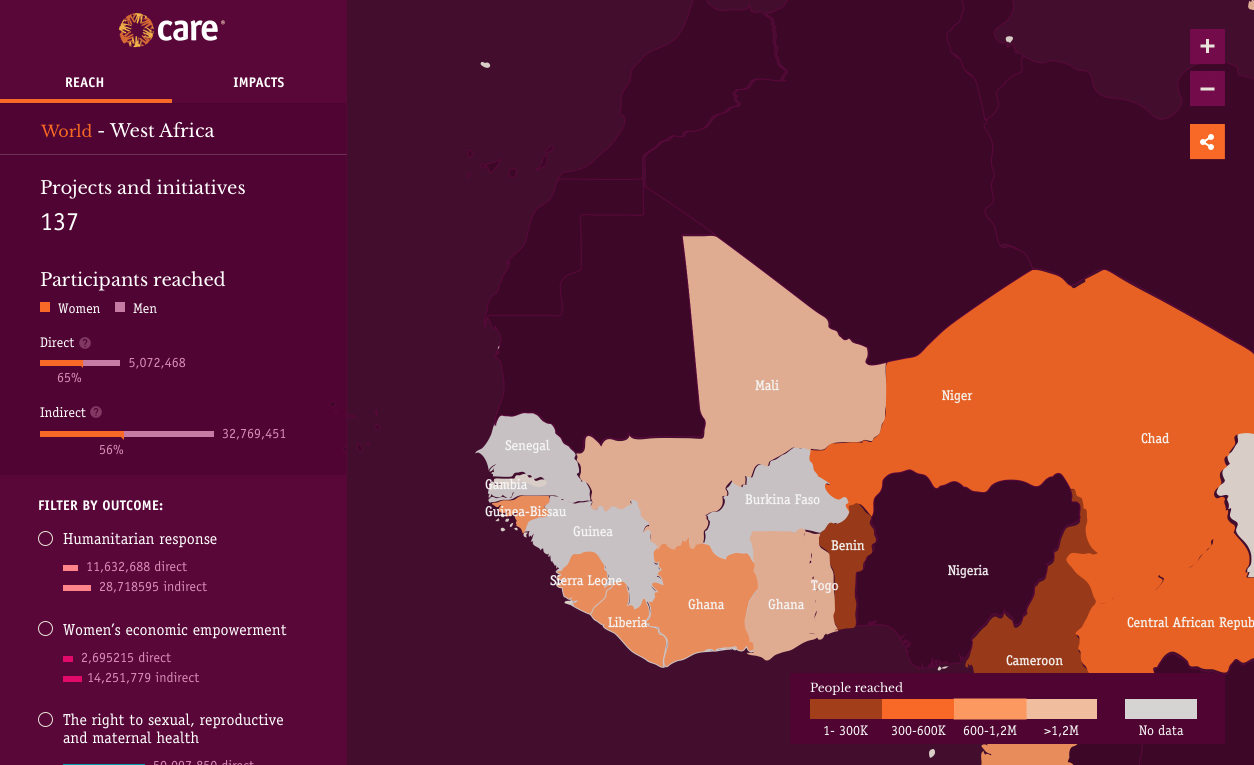 care
REACH
IMPACTS
World - West Africa
Projects and initiatives
137
Participants reached
Women
Men
Direct ?
5,072,468
65%
Indirect ?
32,769,451
56%
FILTER BY OUTCOME:
Humanitarian response
11,632,688 direct
28,718595 indirect
Women's economic empowerment
2,695215 direct
14,251,779 indirect
The right to sexual, reproductive
and maternal health
50,097,850 direct
Mali
Niger
Chad
Senegal
Gambia
Guinea-Bissau
Burkina Faso
Guinea
Benin
Nigeria
Sierra Leone
Togo
Ghana
Ghana
Liberia
Central African Repub
Cameroon
People reached
1- 300K
300-600K
600-1,2M
>1,2M
No data